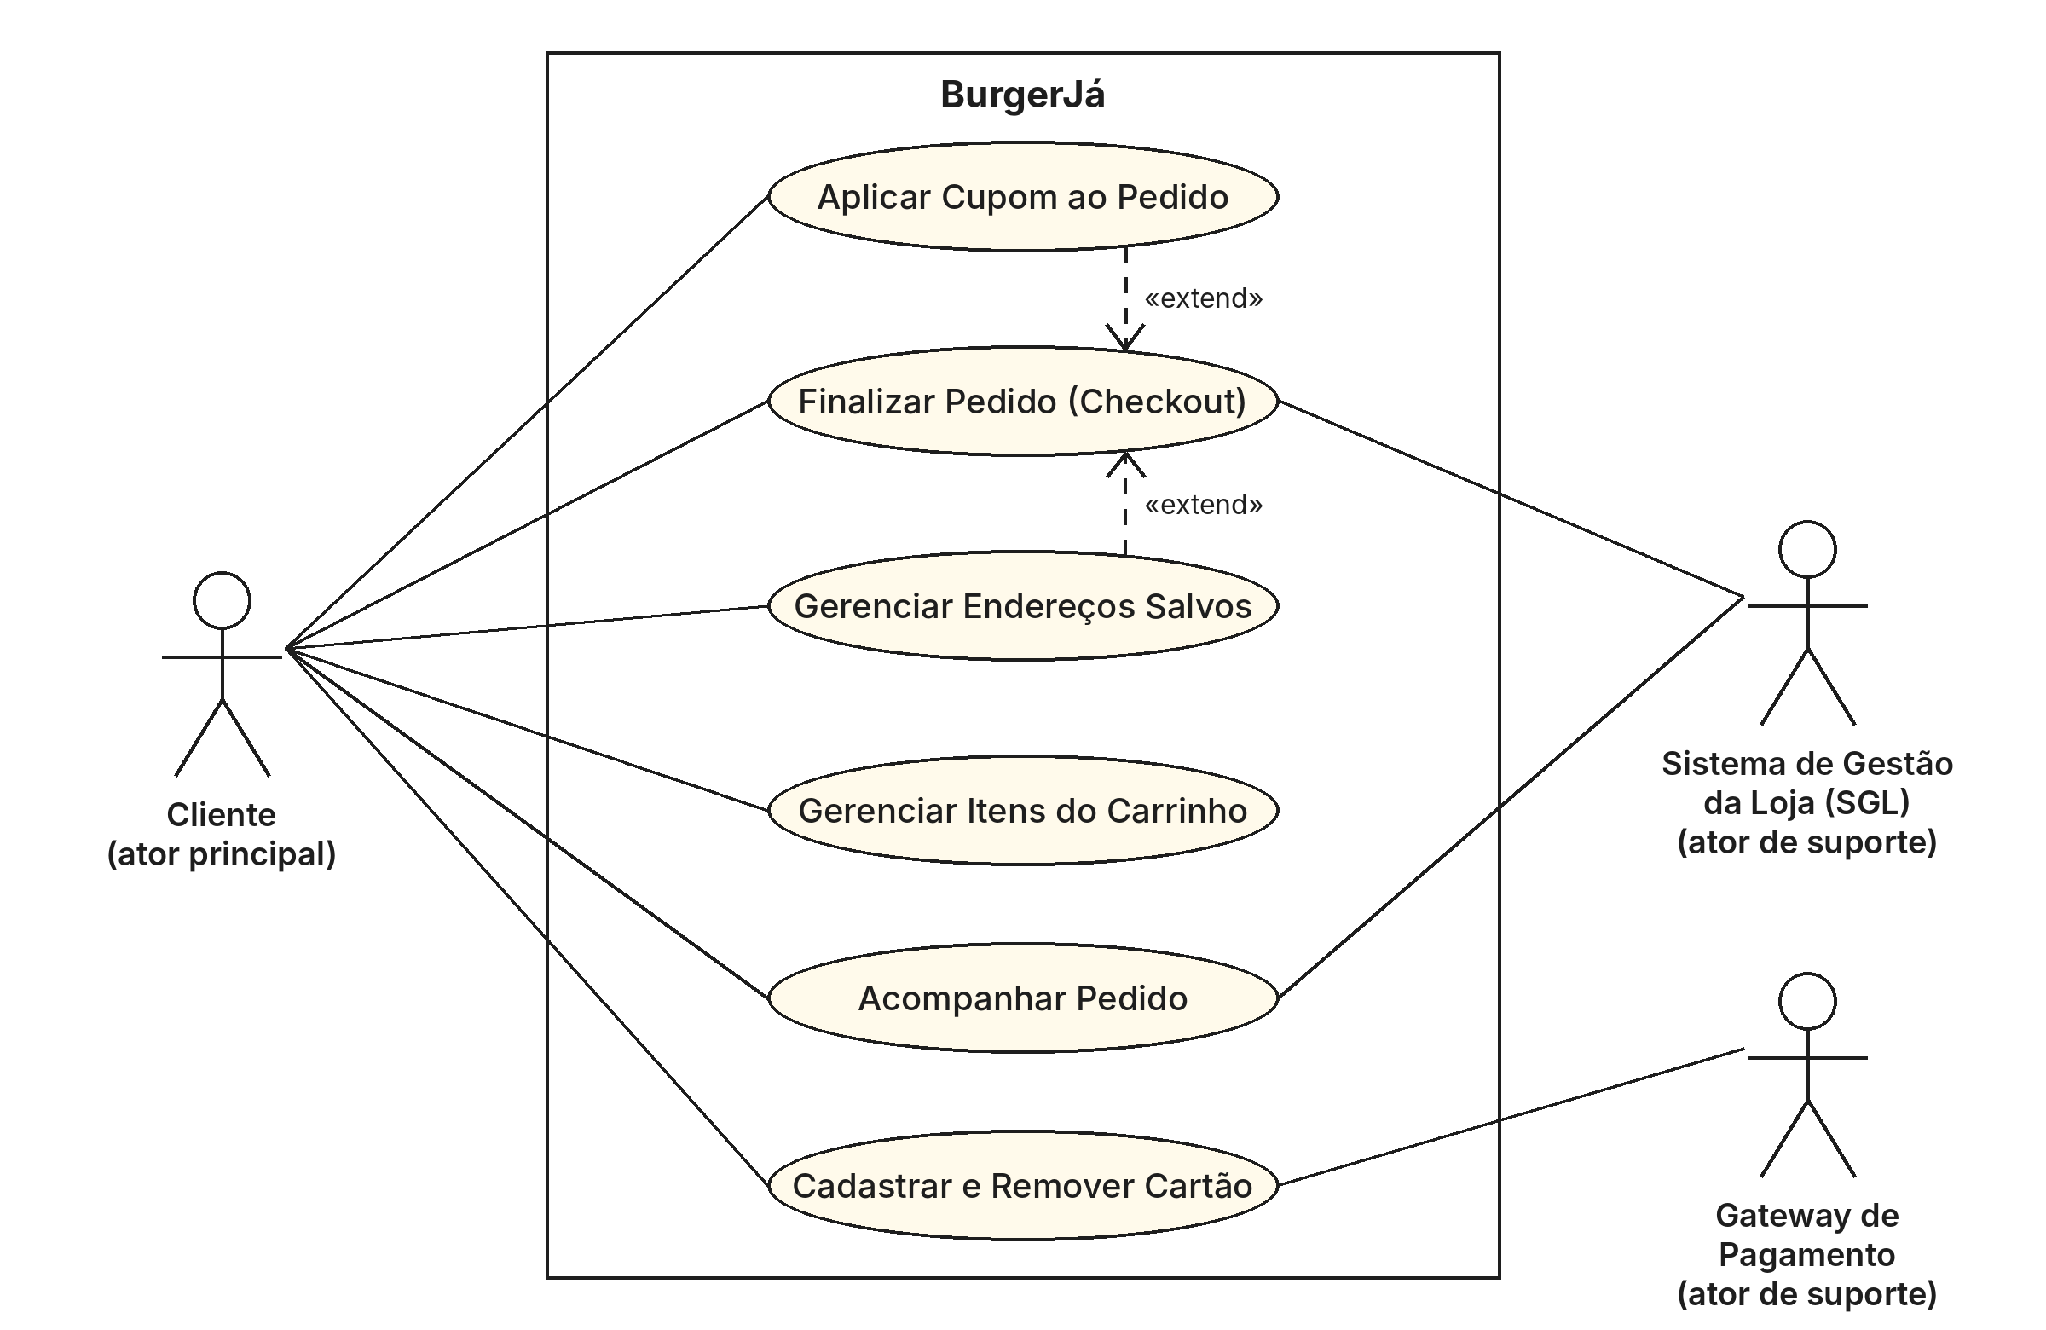 BurgerJá
Aplicar Cupom ao Pedido
«extend»
Finalizar Pedido (Checkout)
«extend»
Gerenciar Endereços Salvos
Gerenciar Itens do Carrinho
Acompanhar Pedido
Cadastrar e Remover Cartão
Cliente
(ator principal)
Sistema de Gestão
da Loja (SGL)
(ator de suporte)
Gateway de
Pagamento
(ator de suporte)